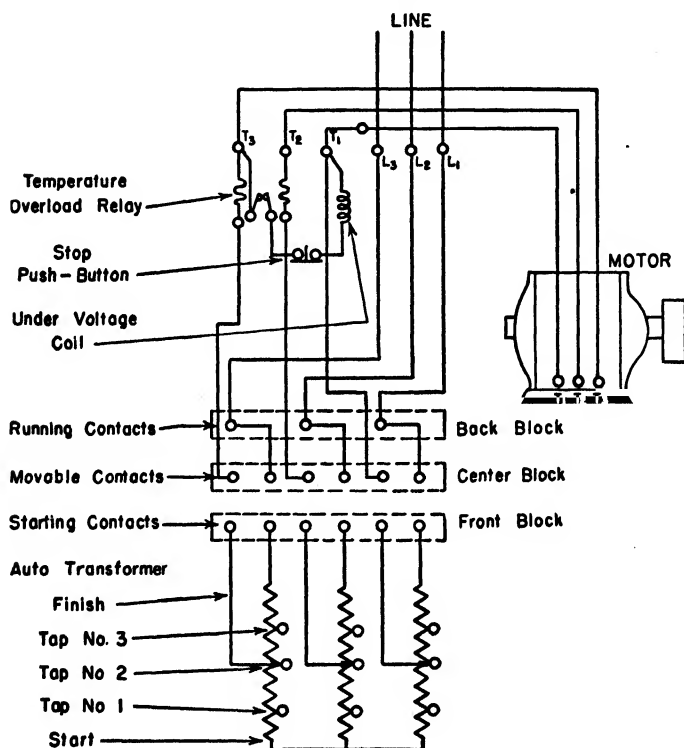 LINE
T3 T2 T1 L3 L2 L1
Temperature
Overload Relay
Stop
Push-Button
MOTOR
Under Voltage
Coil
Running Contacts
Back Block
Movable Contacts
Center Block
Starting Contacts
Front Block
Auto Transformer
Finish
Tap No. 3
Tap No 2
Tap No 1
Start